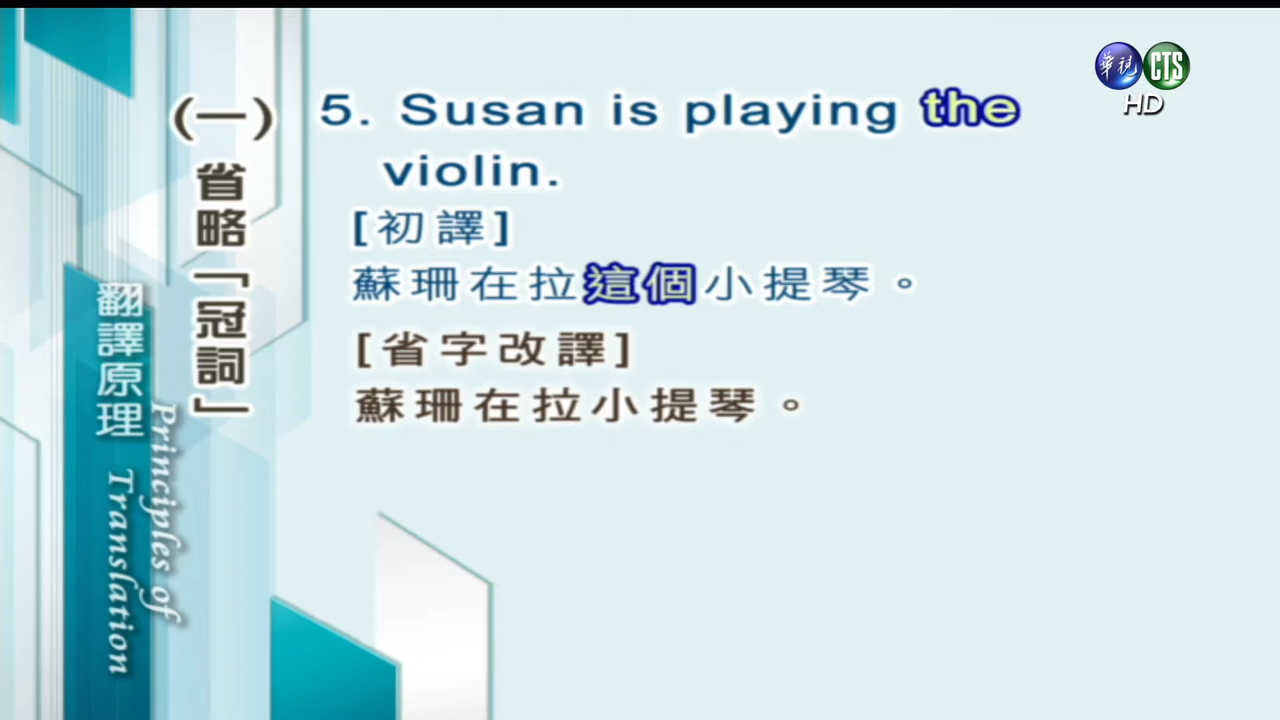 華視 CTS
HD
(一)省略「冠詞」
5. Susan is playing the
violin.
[初譯]
蘇珊在拉這個小提琴。
[省字改譯]
蘇珊在拉小提琴。
翻譯原理
Principles of
Translation